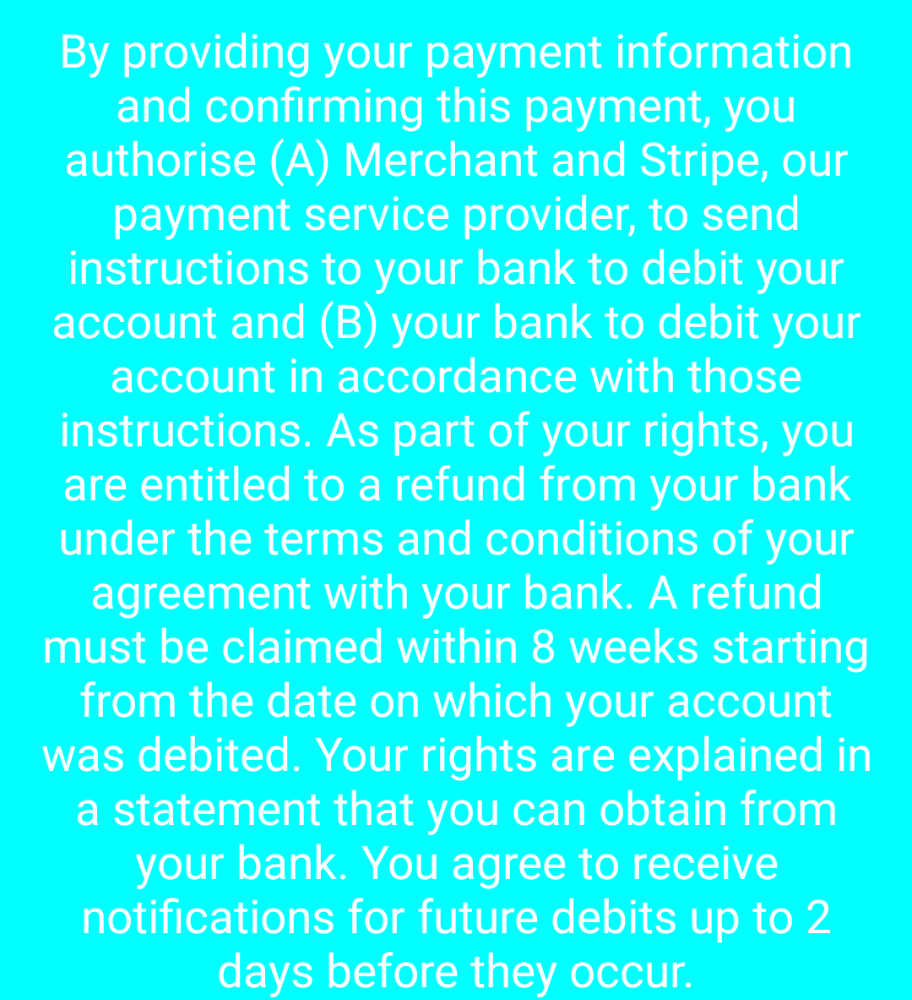 By providing your payment information
and confirming this payment, you
authorise (A) Merchant and Stripe, our
payment service provider, to send
instructions to your bank to debit your
account and (B) your bank to debit your
account in accordance with those
instructions. As part of your rights, you
are entitled to a refund from your bank
under the terms and conditions of your
agreement with your bank. A refund
must be claimed within 8 weeks starting
from the date on which your account
was debited. Your rights are explained in
a statement that you can obtain from
your bank. You agree to receive
notifications for future debits up to 2
days before they occur.